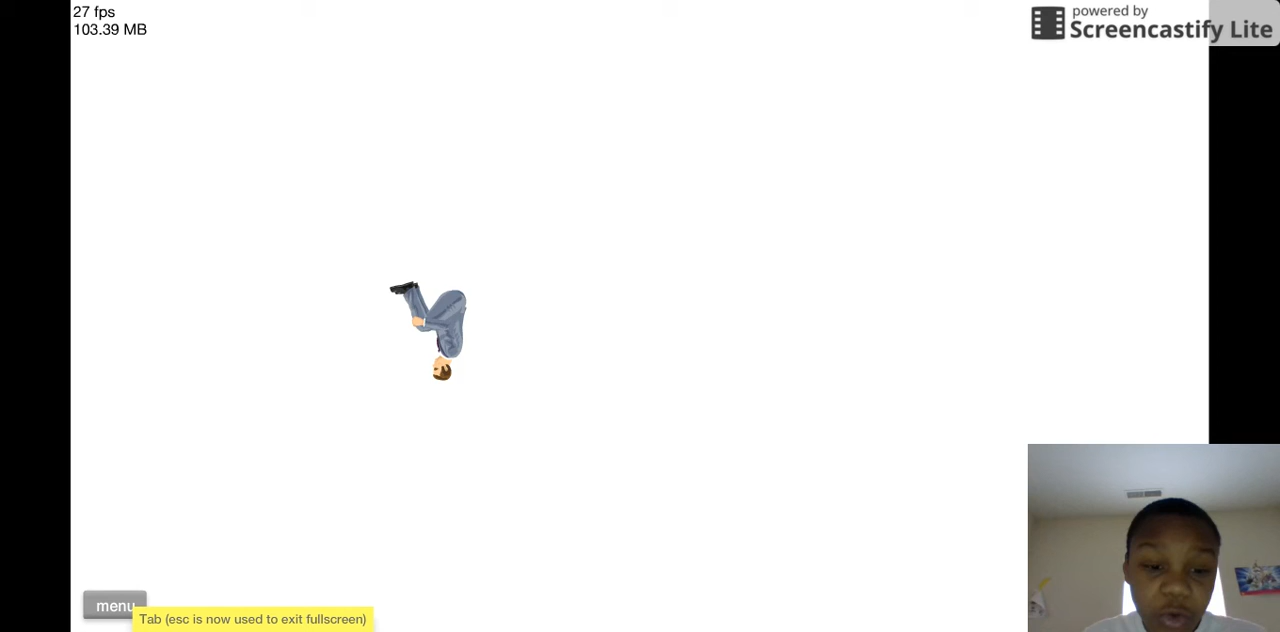 27 fps
103.39 MB
powered by
Screencastify Lite
menu
Tab (esc is now used to exit fullscreen)